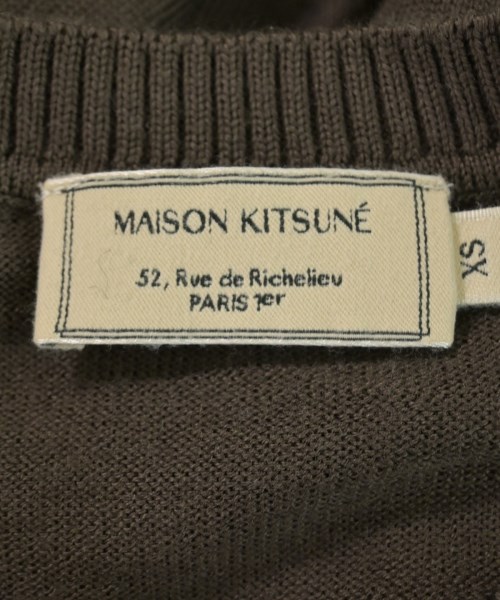 MAISON KITSUNÉ
52, Rue de Richelieu
PARIS 1er
XS